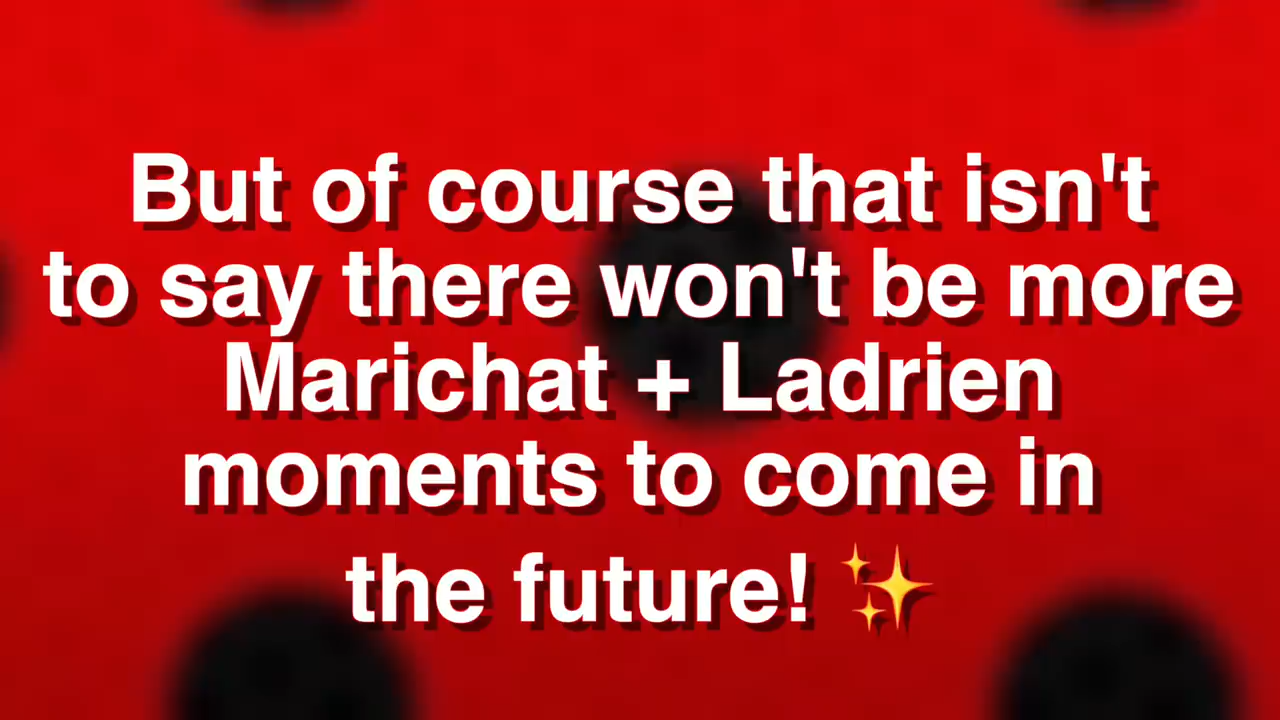 But of course that isn't
to say there won't be more
Marichat + Ladrien
moments to come in
the future! ✨